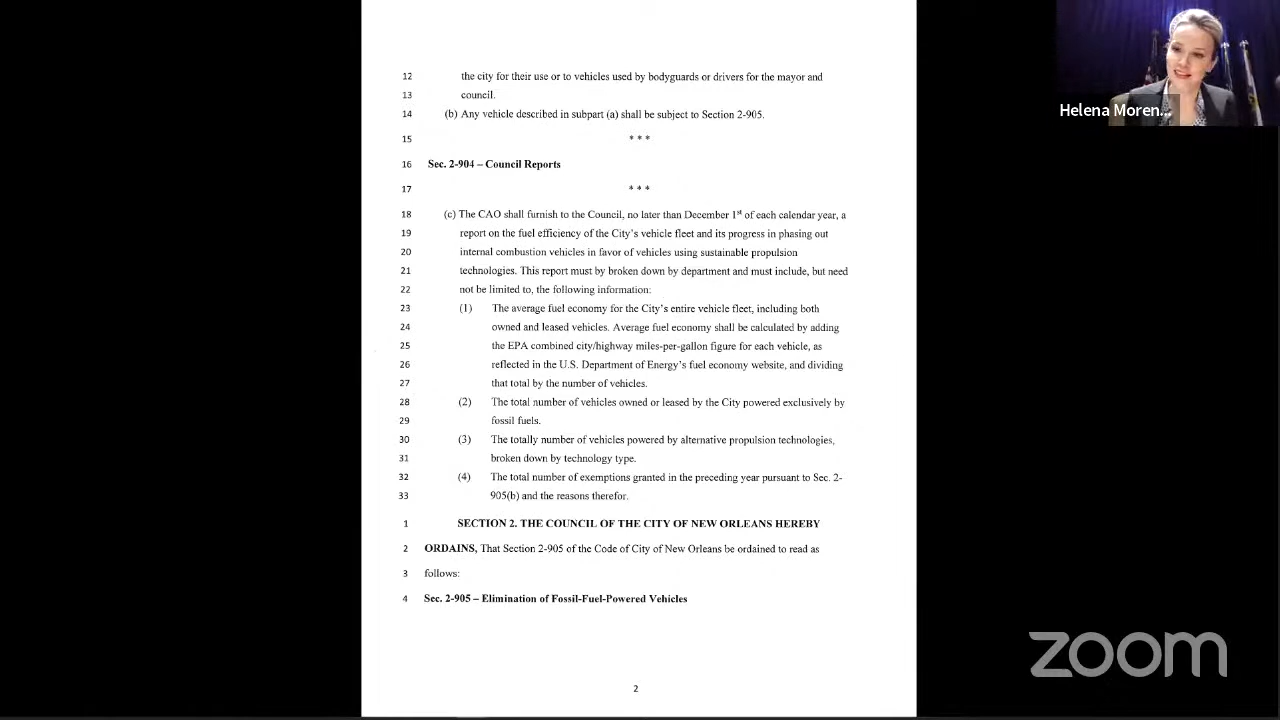 12 the city for their use or to vehicles used by bodyguards or drivers for the mayor and
13 council.
14 (b) Any vehicle described in subpart (a) shall be subject to Section 2-905.
15 * * *
16 Sec. 2-904 – Council Reports
17 * * *
18 (c) The CAO shall furnish to the Council, no later than December 1st of each calendar year, a
19 report on the fuel efficiency of the City's vehicle fleet and its progress in phasing out
20 internal combustion vehicles in favor of vehicles using sustainable propulsion
21 technologies. This report must by broken down by department and must include, but need
22 not be limited to, the following information:
23 (1) The average fuel economy for the City's entire vehicle fleet, including both
24 owned and leased vehicles. Average fuel economy shall be calculated by adding
25 the EPA combined city/highway miles-per-gallon figure for each vehicle, as
26 reflected in the U.S. Department of Energy's fuel economy website, and dividing
27 that total by the number of vehicles.
28 (2) The total number of vehicles owned or leased by the City powered exclusively by
29 fossil fuels.
30 (3) The totally number of vehicles powered by alternative propulsion technologies,
31 broken down by technology type.
32 (4) The total number of exemptions granted in the preceding year pursuant to Sec. 2-
33 905(b) and the reasons therefor.
1 SECTION 2. THE COUNCIL OF THE CITY OF NEW ORLEANS HEREBY
2 ORDAINS, That Section 2-905 of the Code of City of New Orleans be ordained to read as
3 follows:
4 Sec. 2-905 – Elimination of Fossil-Fuel-Powered Vehicles
2
Helena Moren...
zoom